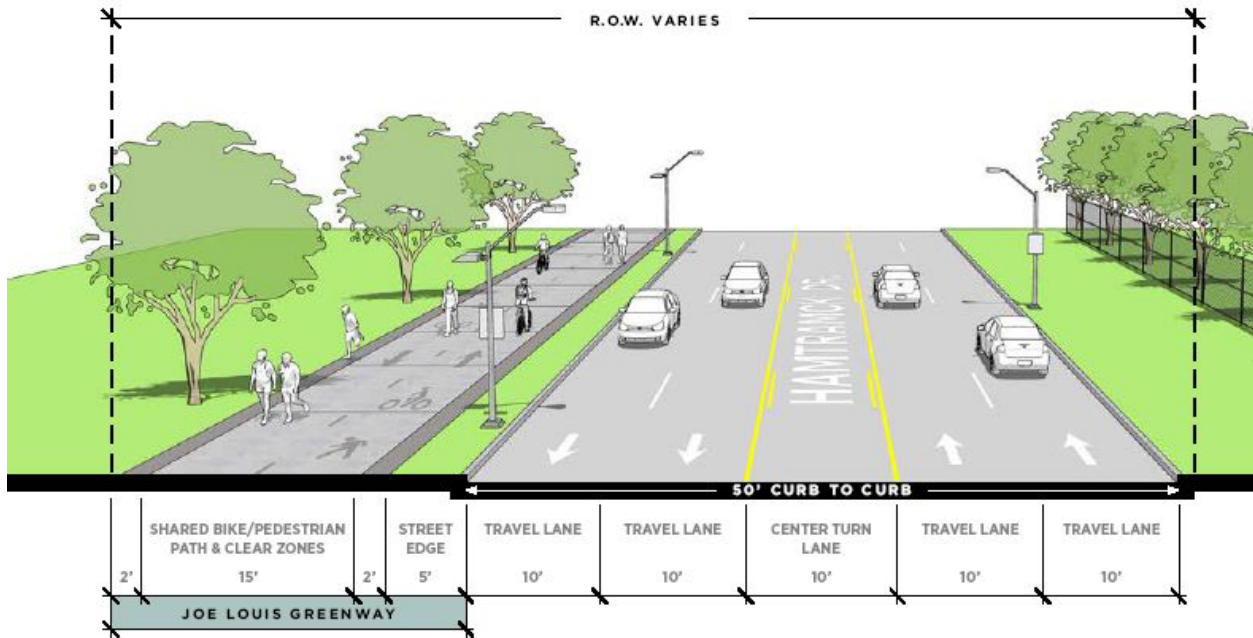 R.O.W. VARIES
HAMTRAMCK DR.
50' CURB TO CURB
SHARED BIKE/PEDESTRIAN
PATH & CLEAR ZONES
STREET
EDGE
TRAVEL LANE
TRAVEL LANE
CENTER TURN
LANE
TRAVEL LANE
TRAVEL LANE
2'
15'
2'
5'
10'
10'
10'
10'
10'
JOE LOUIS GREENWAY